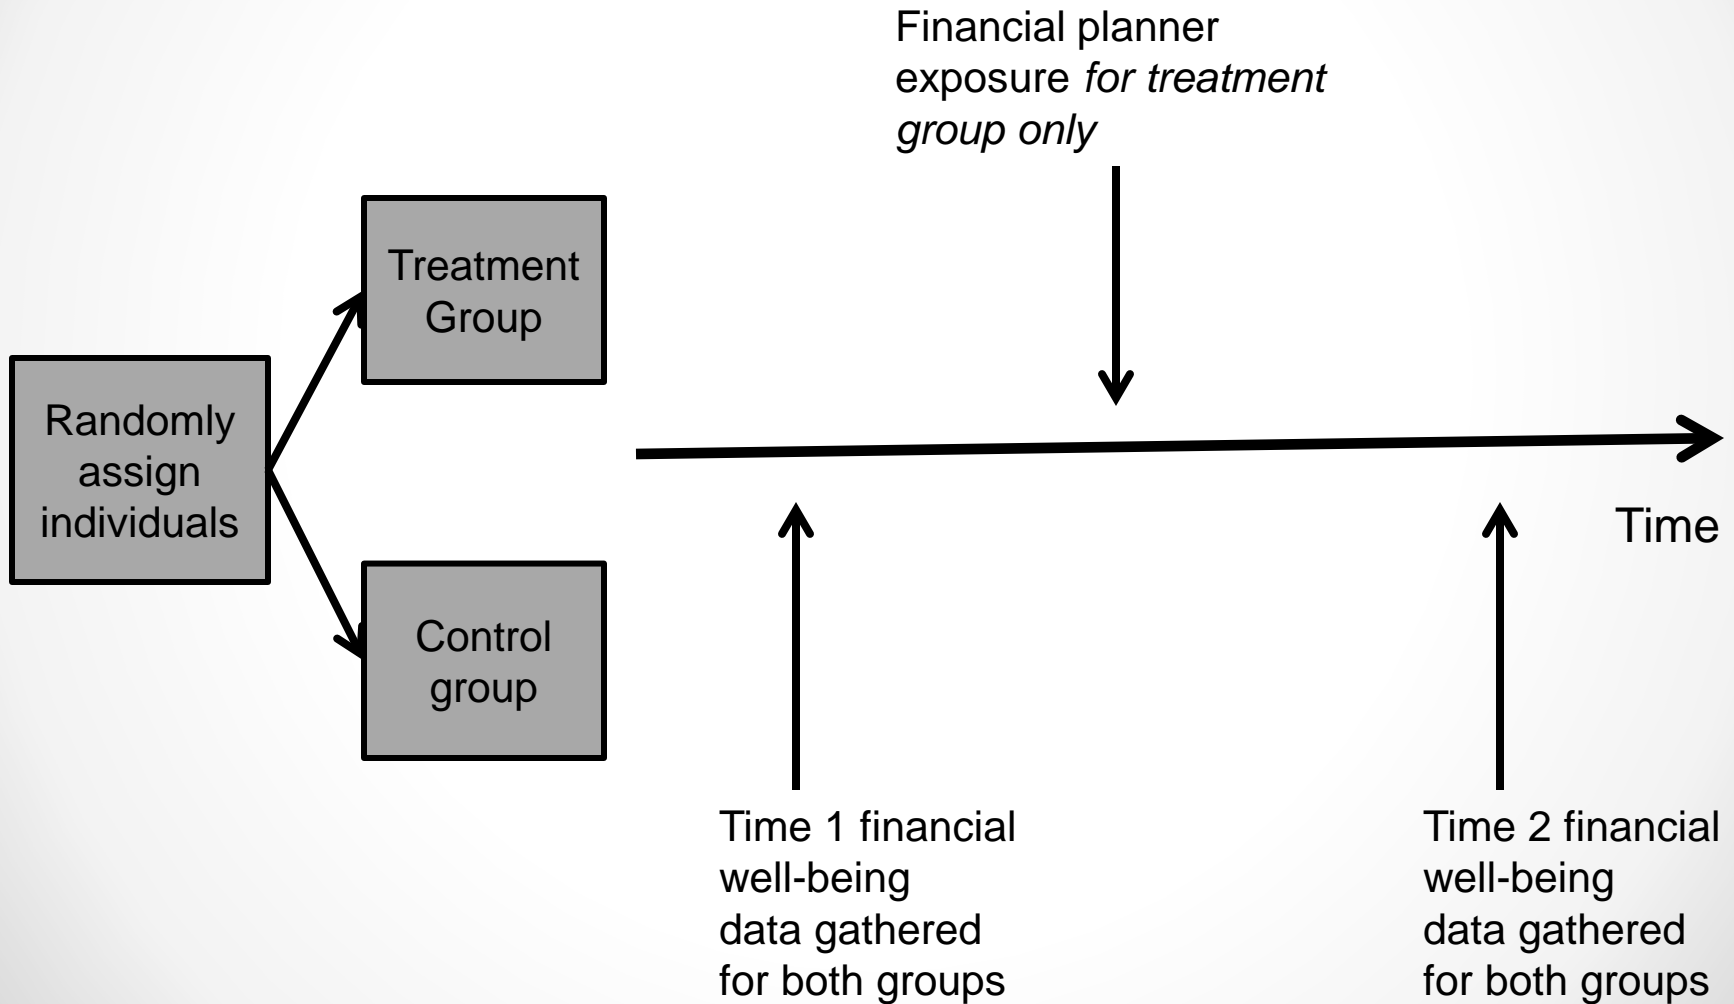 Financial planner
exposure for treatment
group only
Treatment
Group
Randomly
assign
individuals
Control
group
Time
Time 1 financial
well-being
data gathered
for both groups
Time 2 financial
well-being
data gathered
for both groups